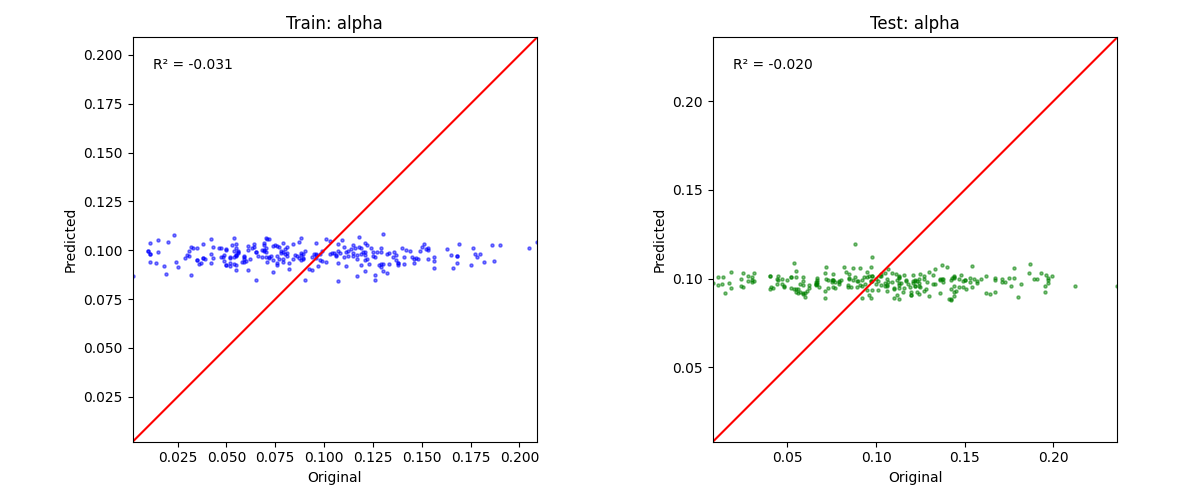 Train: alpha
R² = -0.031
0.200
0.175
0.150
0.125
0.100
0.075
0.050
0.025
Predicted
0.025 0.050 0.075 0.100 0.125 0.150 0.175 0.200
Original
Test: alpha
R² = -0.020
0.20
0.15
0.10
0.05
Predicted
0.05 0.10 0.15 0.20
Original